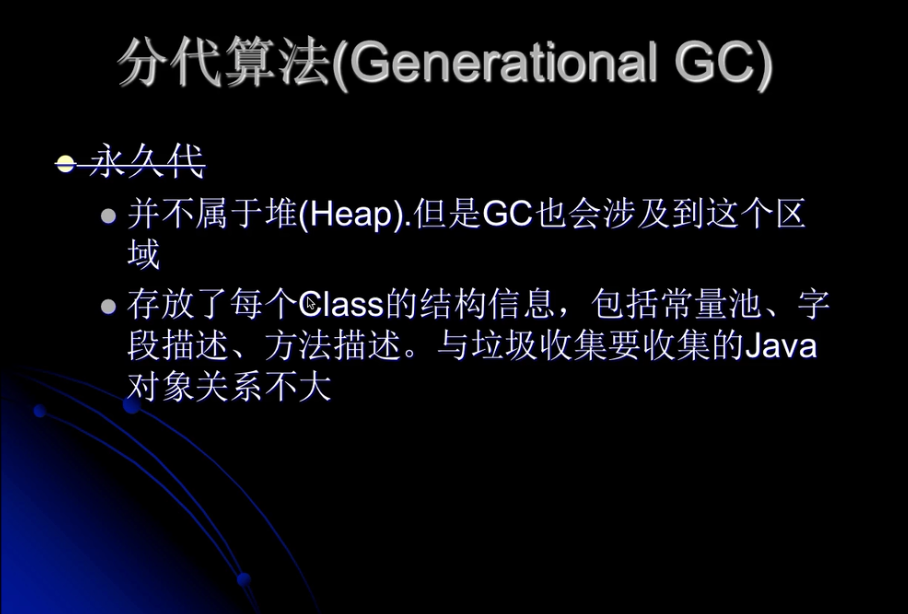 分代算法(Generational GC)
永久代
并不属于堆(Heap).但是GC也会涉及到这个区
域
存放了每个Class的结构信息，包括常量池、字
段描述、方法描述。与垃圾收集要收集的Java
对象关系不大